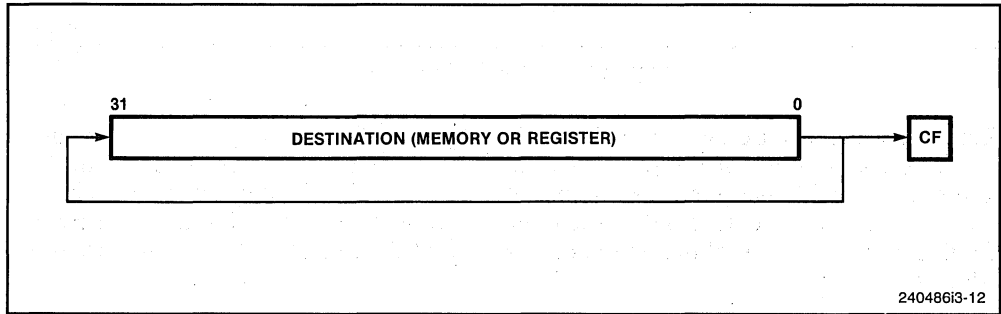 31 0
DESTINATION (MEMORY OR REGISTER) CF
240486i3-12